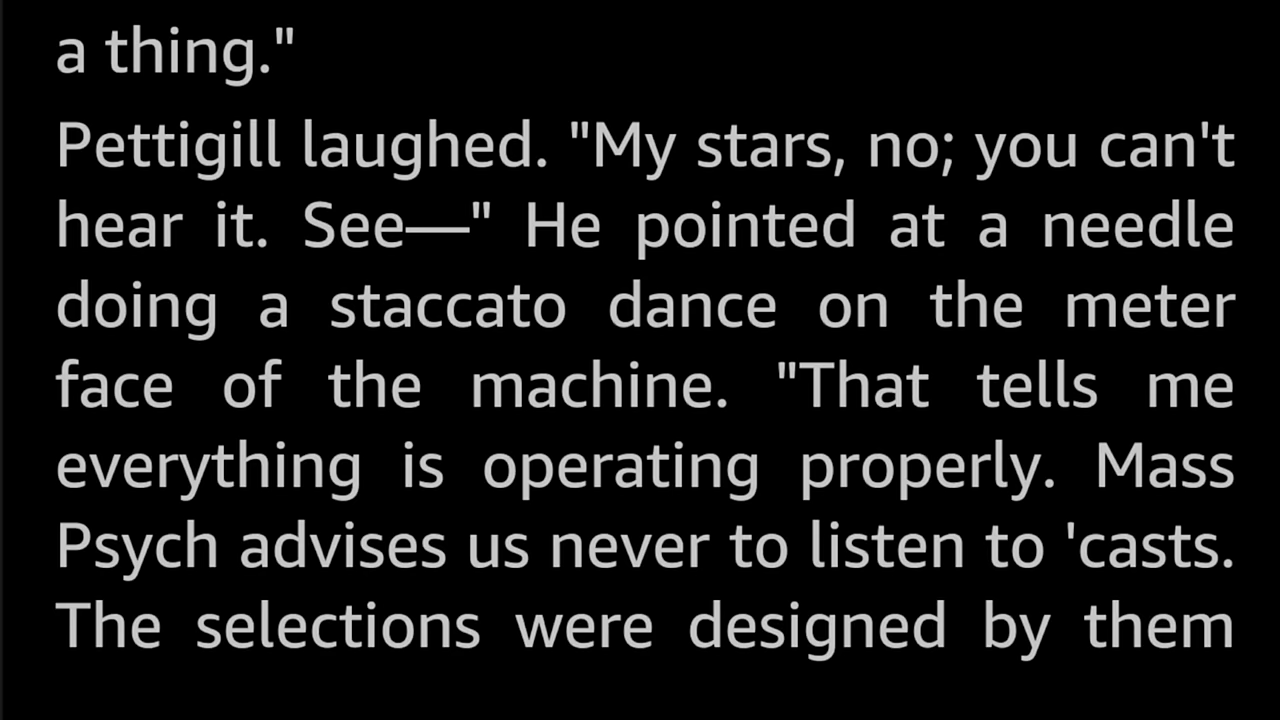 a thing."
Pettigill laughed. "My stars, no; you can't
hear it. See—" He pointed at a needle
doing a staccato dance on the meter
face of the machine. "That tells me
everything is operating properly. Mass
Psych advises us never to listen to 'casts.
The selections were designed by them